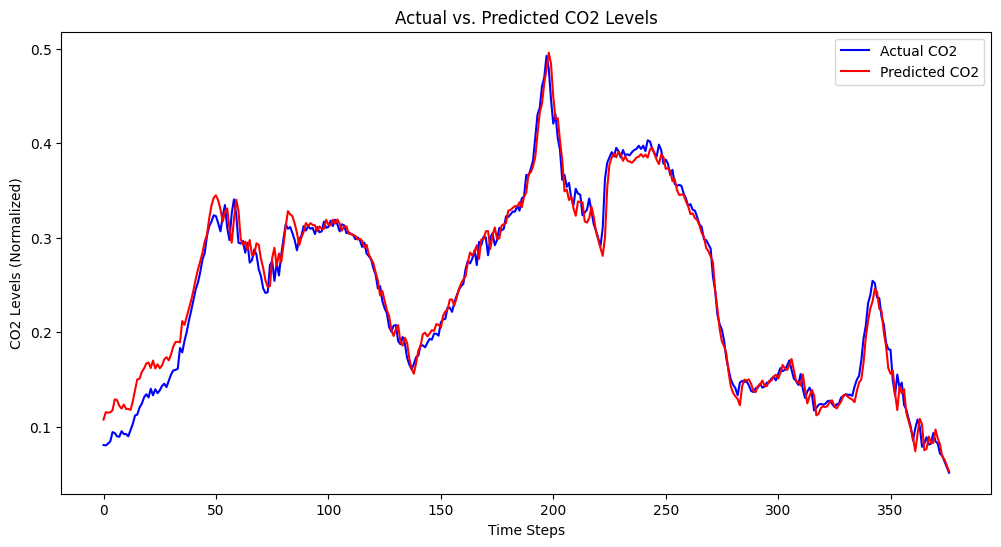 Actual vs. Predicted CO2 Levels
Actual CO2
Predicted CO2
CO2 Levels (Normalized)
0.5
0.4
0.3
0.2
0.1
0 50 100 150 200 250 300 350
Time Steps